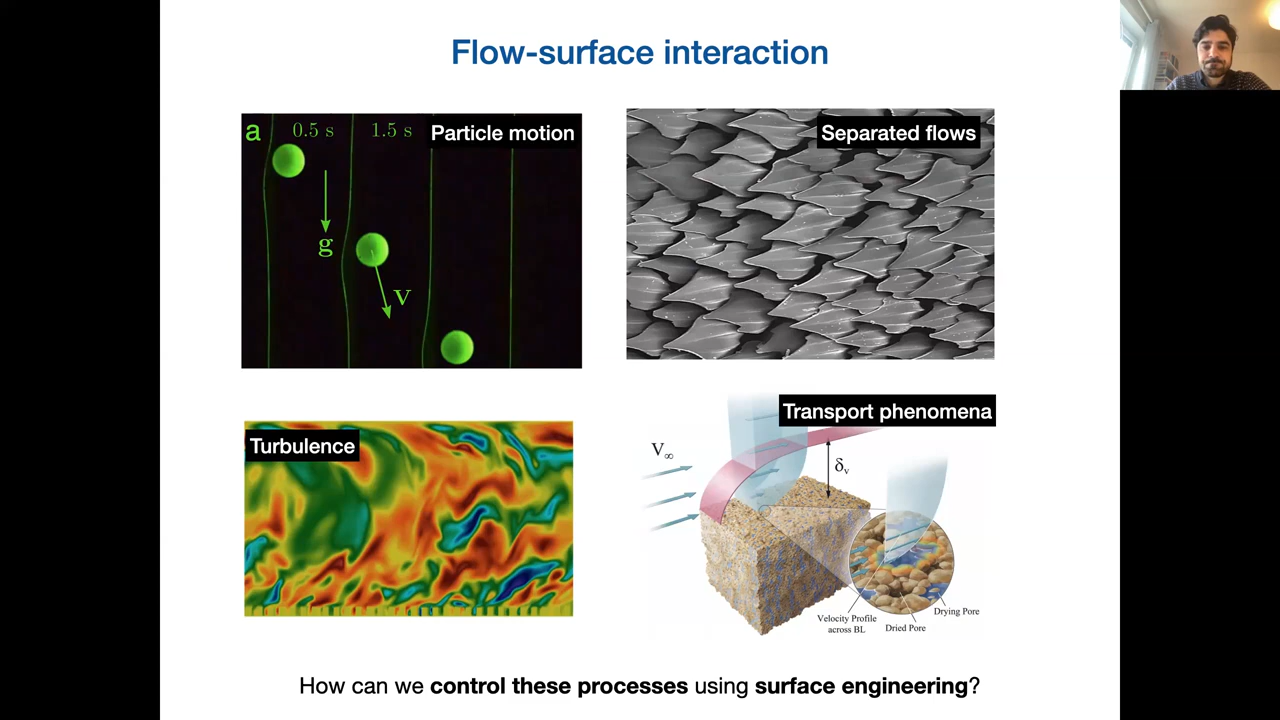 Flow-surface interaction
a 0.5 s 1.5 s Particle motion
g
v
Separated flows
Turbulence
Transport phenomena
V∞
δv
Velocity Profile
across BL
Dried Pore
Drying Pore
How can we control these processes using surface engineering?